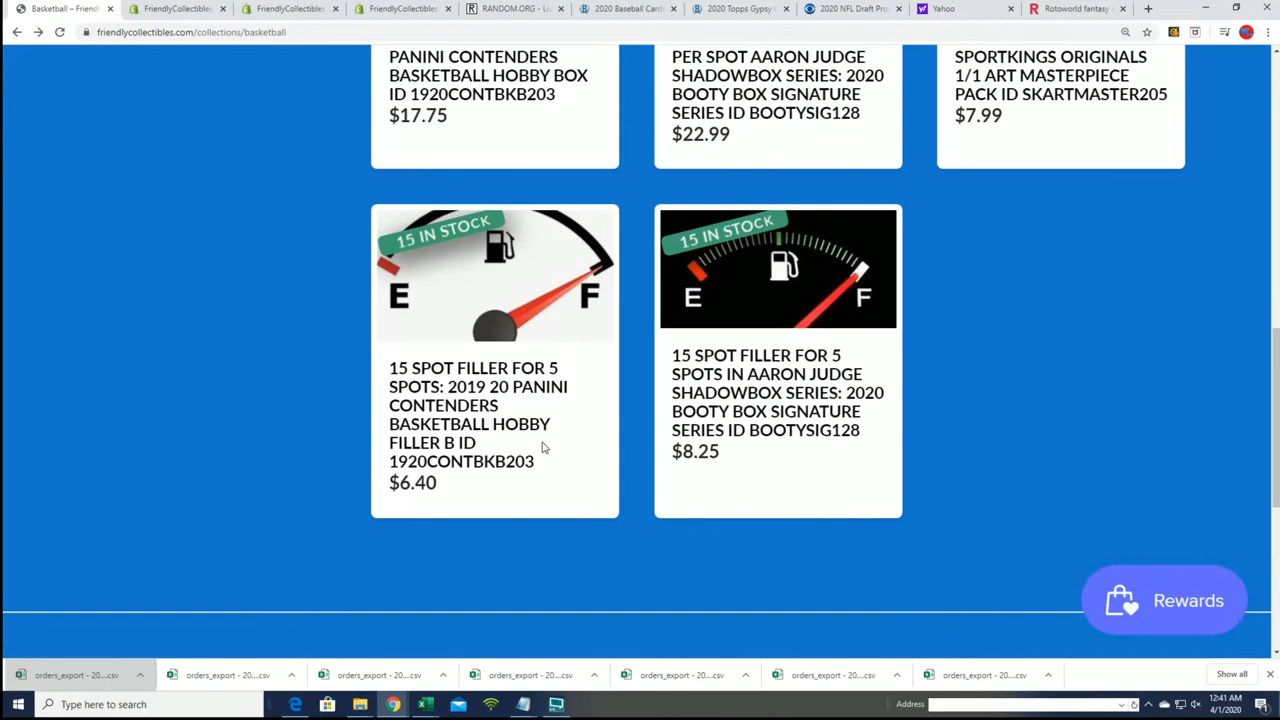 Basketball – Friend
FriendlyCollectibles
FriendlyCollectibles
FriendlyCollectibles
RANDOM.ORG - Lis
2020 Baseball Card
2020 Topps Gypsy
2020 NFL Draft Pro
Yahoo
Rotoworld fantasy
friendlycollectibles.com/collections/basketball
PANINI CONTENDERS
BASKETBALL HOBBY BOX
ID 1920CONTBKB203
$17.75
PER SPOT AARON JUDGE
SHADOWBOX SERIES: 2020
BOOTY BOX SIGNATURE
SERIES ID BOOTYSIG128
$22.99
SPORTKINGS ORIGINALS
1/1 ART MASTERPIECE
PACK ID SKARTMASTER205
$7.99
15 IN STOCK
E F
15 SPOT FILLER FOR 5
SPOTS: 2019 20 PANINI
CONTENDERS
BASKETBALL HOBBY
FILLER B ID
1920CONTBKB203
$6.40
15 IN STOCK
E F
15 SPOT FILLER FOR 5
SPOTS IN AARON JUDGE
SHADOWBOX SERIES: 2020
BOOTY BOX SIGNATURE
SERIES ID BOOTYSIG128
$8.25
Rewards
orders_export - 20....csv
orders_export - 20....csv
orders_export - 20....csv
orders_export - 20....csv
orders_export - 20....csv
orders_export - 20....csv
orders_export - 20....csv
Show all
Type here to search
Address
12:41 AM
4/1/2020